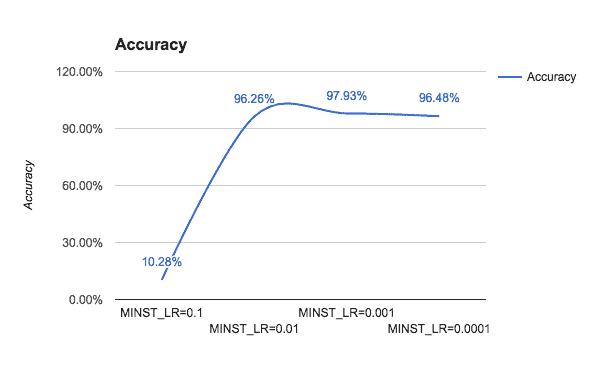 Accuracy
120.00%
90.00%
60.00%
30.00%
0.00%
Accuracy
10.28%
96.26%
97.93%
96.48%
Accuracy
MINST_LR=0.1
MINST_LR=0.01
MINST_LR=0.001
MINST_LR=0.0001